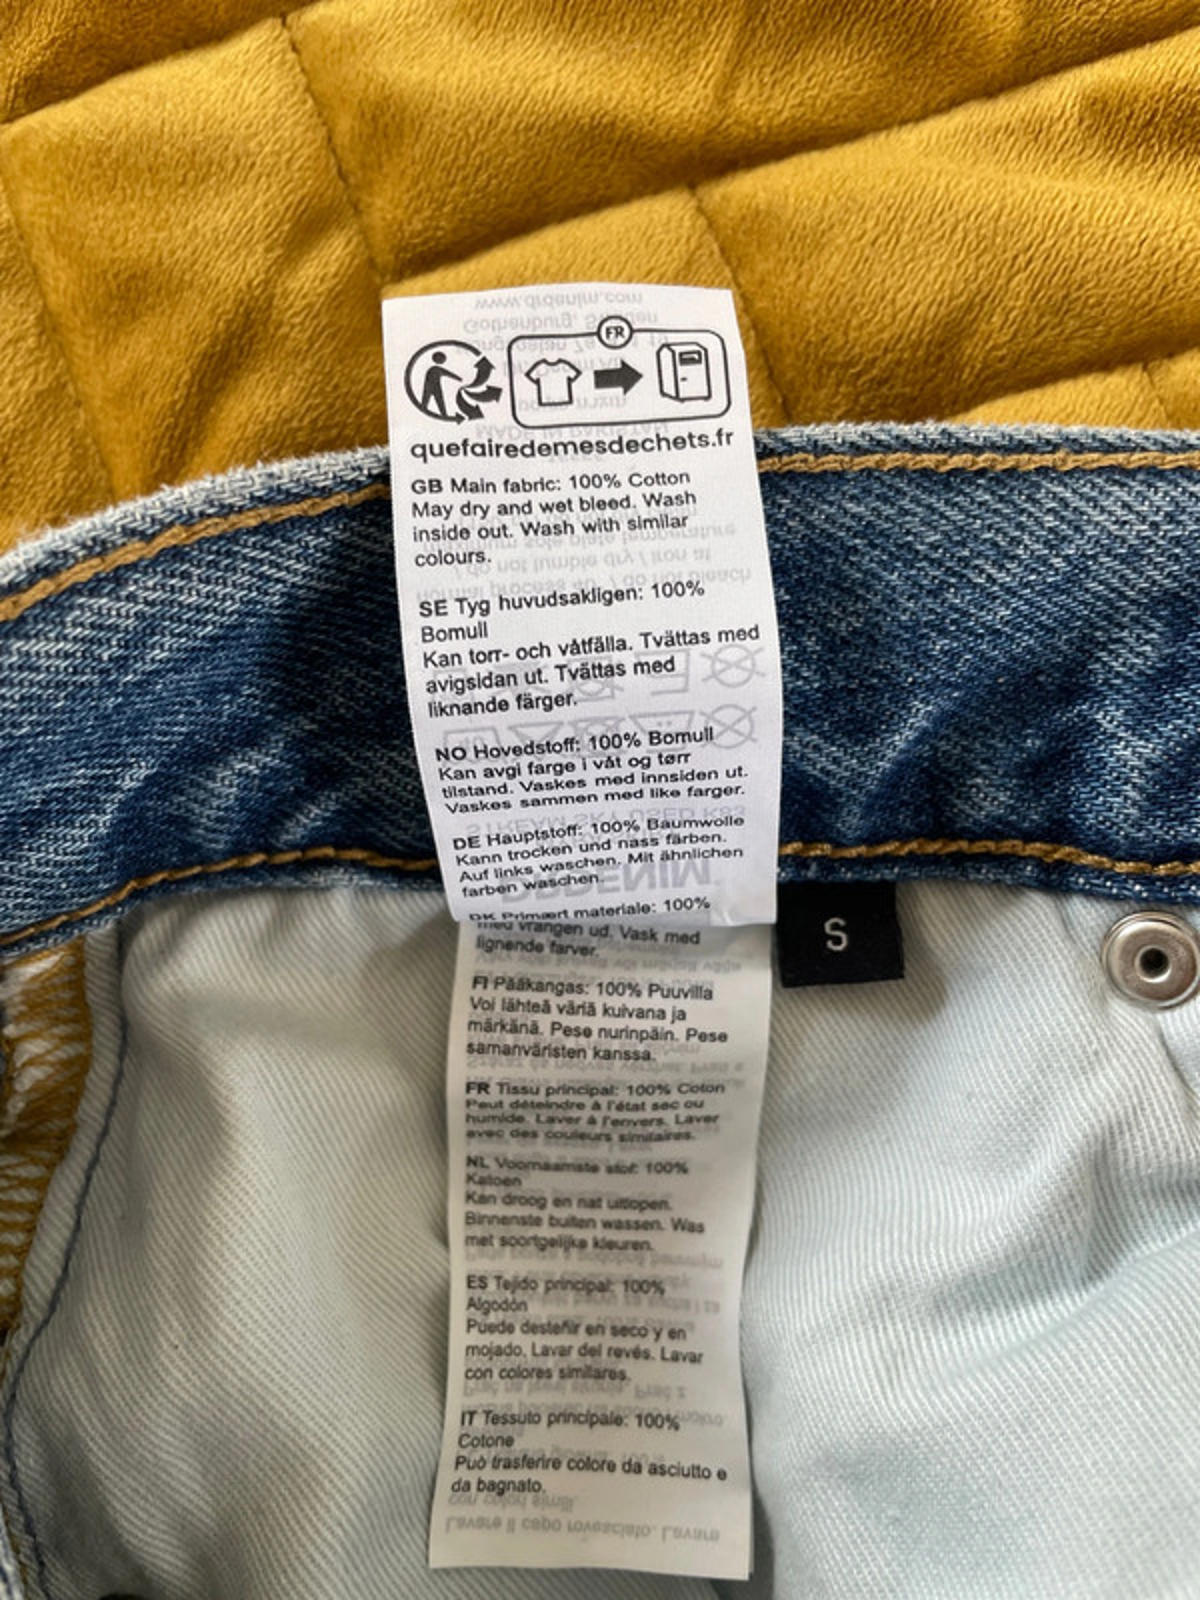 FR
quefairedemesdechets.fr
GB Main fabric: 100% Cotton
May dry and wet bleed. Wash
inside out. Wash with similar
colours.
SE Tyg huvudsakligen: 100%
Bomull
Kan torr- och våtfälla. Tvättas med
avigsidan ut. Tvättas med
liknande färger.
NO Hovedstoff: 100% Bomull
Kan avgi farge i våt og tørr
tilstand. Vaskes med innsiden ut.
Vaskes sammen med like farger.
DE Hauptstoff: 100% Baumwolle
Kann trocken und nass färben.
Auf links waschen. Mit ähnlichen
farben waschen.
DK Primært materiale: 100%
med vrangen ud. Vask med
lignende farver.
S
FI Pääkangas: 100% Puuvilla
Voi lähteä väriä kuivana ja
märkänä. Pese nurinpäin. Pese
samanväristen kanssa.
FR Tissu principal: 100% Coton
Peut déteindre à l'état sec ou
humide. Laver à l'envers. Laver
avec des couleurs similaires.
NL Voornaamste stof: 100%
Katoen
Kan droog en nat uitlopen.
Binnenste buiten wassen. Was
met soortgelijke kleuren.
ES Tejido principal: 100%
Algodón
Puede desteñir en seco y en
mojado. Lavar del revés. Lavar
con colores similares.
IT Tessuto principale: 100%
Cotone
Può trasferire colore da asciutto e
da bagnato.